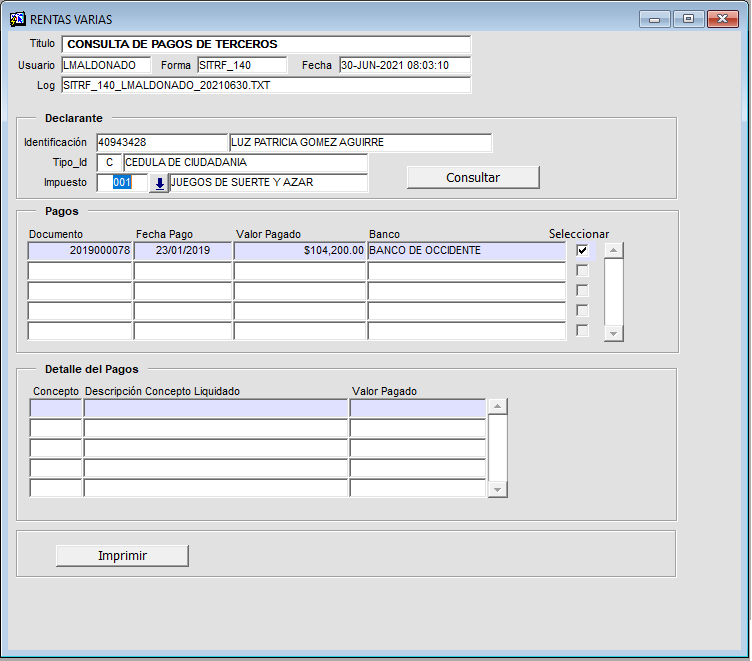 RENTAS VARIAS
Titulo CONSULTA DE PAGOS DE TERCEROS
Usuario LMALDONADO Forma SITRF_140 Fecha 30-JUN-2021 08:03:10
Log SITRF_140_LMALDONADO_20210630.TXT
Declarante
Identificación 40943428 LUZ PATRICIA GOMEZ AGUIRRE
Tipo_Id C CEDULA DE CIUDADANIA
Impuesto 001 JUEGOS DE SUERTE Y AZAR Consultar
Pagos
Documento Fecha Pago Valor Pagado Banco Seleccionar
2019000078 23/01/2019 $104,200.00 BANCO DE OCCIDENTE
Detalle del Pagos
Concepto Descripción Concepto Liquidado Valor Pagado
Imprimir